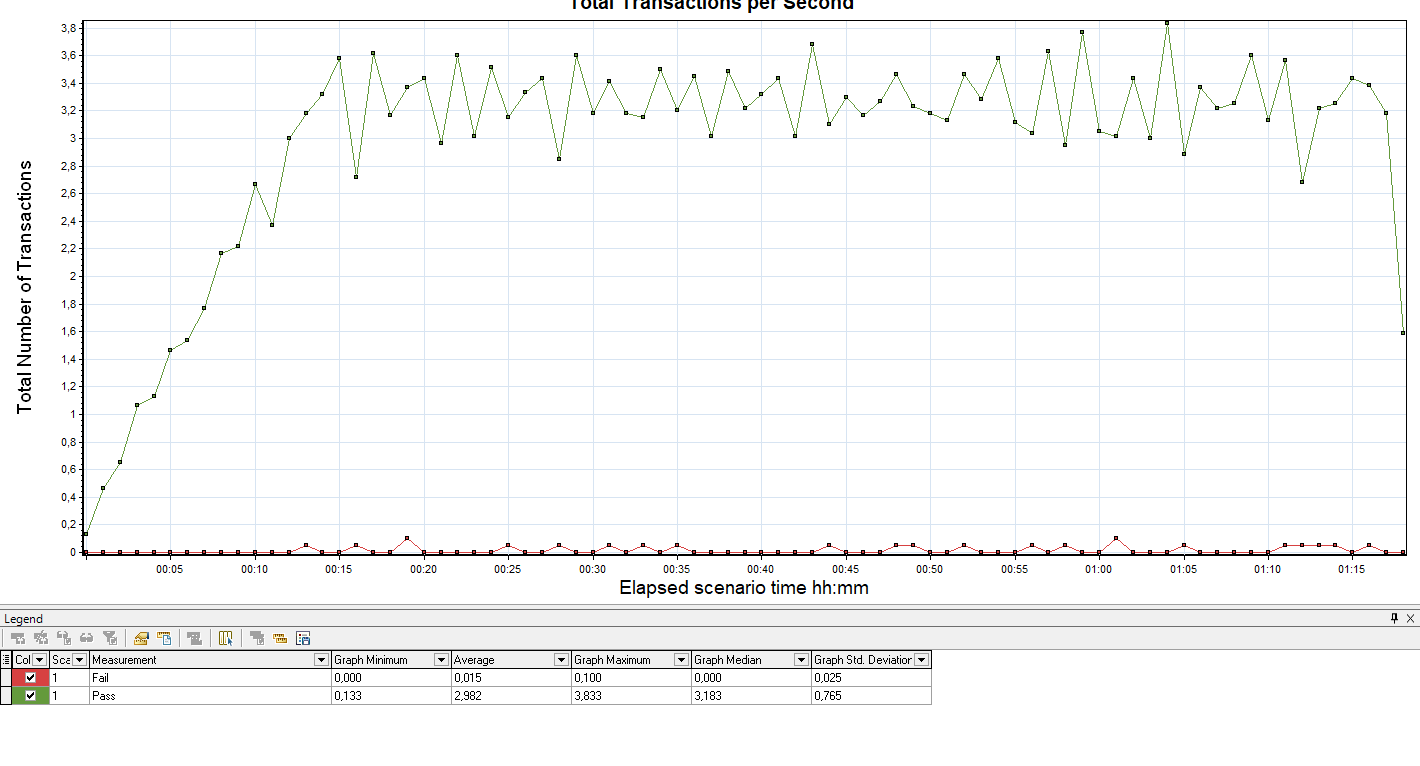 Total Transactions per Second
Total Number of Transactions
3,8
3,6
3,4
3,2
3
2,8
2,6
2,4
2,2
2
1,8
1,6
1,4
1,2
1
0,8
0,6
0,4
0,2
0
00:05 00:10 00:15 00:20 00:25 00:30 00:35 00:40 00:45 00:50 00:55 01:00 01:05 01:10 01:15
Elapsed scenario time hh:mm
Legend
Col Sca Measurement Graph Minimum Average Graph Maximum Graph Median Graph Std. Deviation
1 Fail 0,000 0,015 0,100 0,000 0,025
1 Pass 0,133 2,982 3,833 3,183 0,765